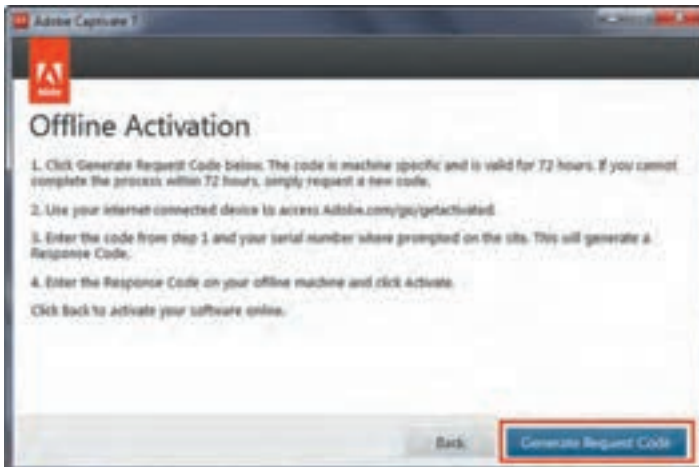 Adobe Captivate 7
Adobe
Offline Activation
1. Click Generate Request Code below. The code is machine specific and is valid for 72 hours. If you cannot
complete the process within 72 hours, simply request a new code.
2. Use your internet-connected device to access Adobe.com/go/getactivated.
3. Enter the code from step 1 and your serial number where prompted on the site. This will generate a
Response Code.
4. Enter the Response Code on your offline machine and click Activate.
Click Back to activate your software online.
Back
Generate Request Code